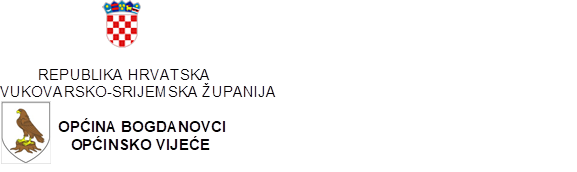 REPUBLIKA HRVATSKA
VUKOVARSKO-SRIJEMSKA ŽUPANIJA
OPĆINA BOGDANOVCI
OPĆINSKO VIJEĆE